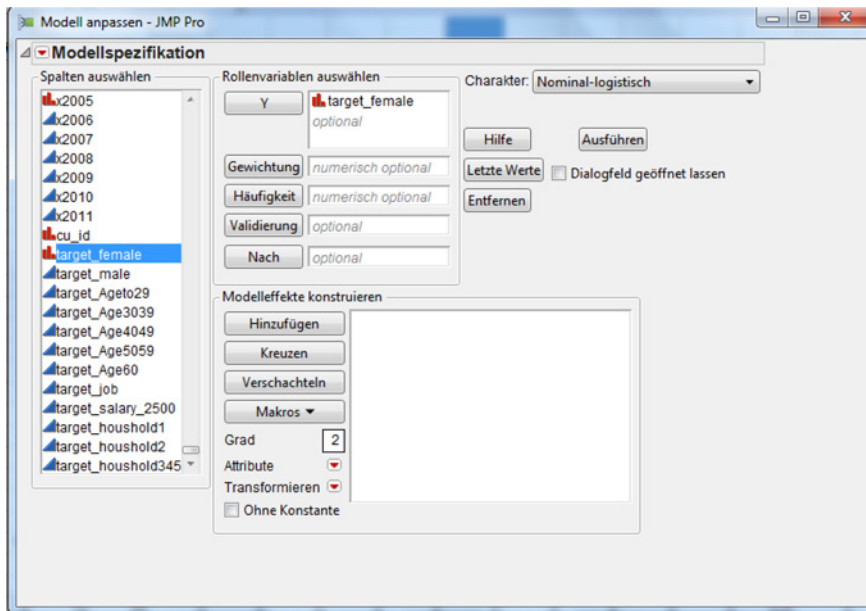 Modell anpassen - JMP Pro
Modellspezifikation
Spalten auswählen
x2005
x2006
x2007
x2008
x2009
x2010
x2011
cu_id
target_female
target_male
target_Ageto29
target_Age3039
target_Age4049
target_Age5059
target_Age60
target_job
target_salary_2500
target_houshold1
target_houshold2
target_houshold345
Rollenvariablen auswählen
Y
target_female
optional
Gewichtung numerisch optional
Häufigkeit numerisch optional
Validierung optional
Nach optional
Charakter: Nominal-logistisch
Hilfe Ausführen
Letzte Werte Dialogfeld geöffnet lassen
Entfernen
Modelleffekte konstruieren
Hinzufügen
Kreuzen
Verschachteln
Makros
Grad 2
Attribute
Transformieren
Ohne Konstante